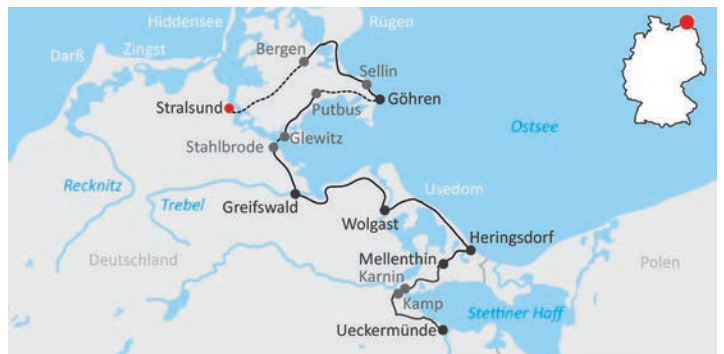 Hiddensee
Rügen
Darß
Zingst
Bergen
Sellin
Stralsund
Göhren
Putbus
Stahlbrode
Glewitz
Ostsee
Recknitz
Trebel
Greifswald
Usedom
Wolgast
Heringsdorf
Deutschland
Mellenthin
Polen
Karnin
Kamp
Stettiner Haff
Ueckermünde